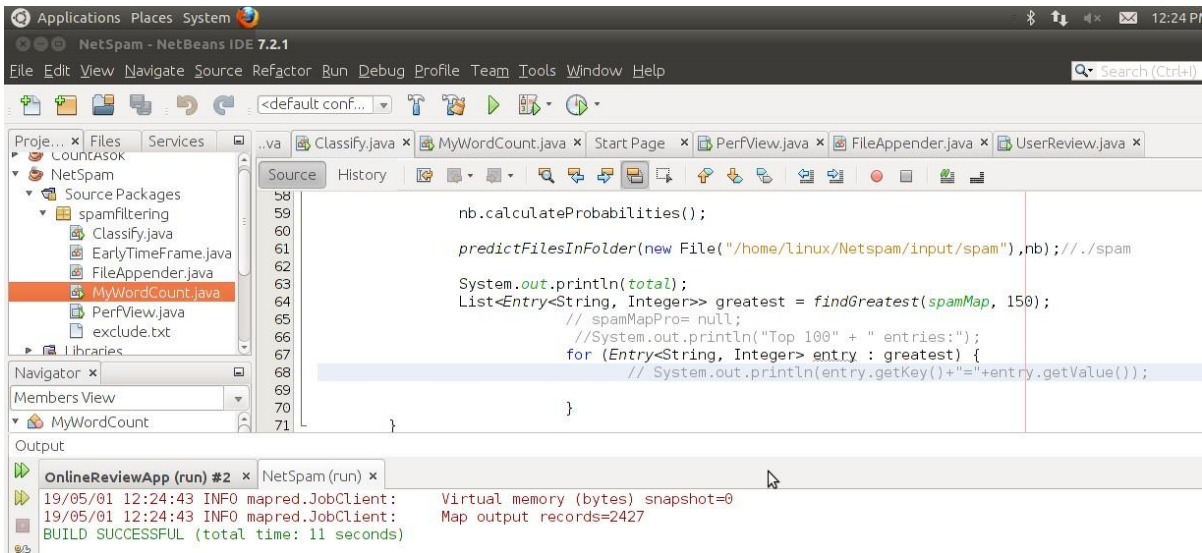 Applications Places System 12:24 PM
NetSpam - NetBeans IDE 7.2.1
File Edit View Navigate Source Refactor Run Debug Profile Team Tools Window Help
Search (Ctrl+I)
<default conf...
Proje... × Files Services
..va Classify.java × MyWordCount.java × Start Page × PerfView.java × FileAppender.java × UserReview.java ×
CountAsok
NetSpam
Source Packages
spamfiltering
Classify.java
EarlyTimeFrame.java
FileAppender.java
MyWordCount.java
PerfView.java
exclude.txt
Libraries
Navigator ×
Members View
MyWordCount
Source History
58
59 nb.calculateProbabilities();
60
61 predictFilesInFolder(new File("/home/linux/Netspam/input/spam"),nb);//./spam
62
63 System.out.println(total);
64 List<Entry<String, Integer>> greatest = findGreatest(spamMap, 150);
65 // spamMapPro= null;
66 //System.out.println("Top 100" + " entries:");
67 for (Entry<String, Integer> entry : greatest) {
68 // System.out.println(entry.getKey()+"="+entry.getValue());
69
70 }
71 }
Output
OnlineReviewApp (run) #2 × NetSpam (run) ×
19/05/01 12:24:43 INFO mapred.JobClient: Virtual memory (bytes) snapshot=0
19/05/01 12:24:43 INFO mapred.JobClient: Map output records=2427
BUILD SUCCESSFUL (total time: 11 seconds)